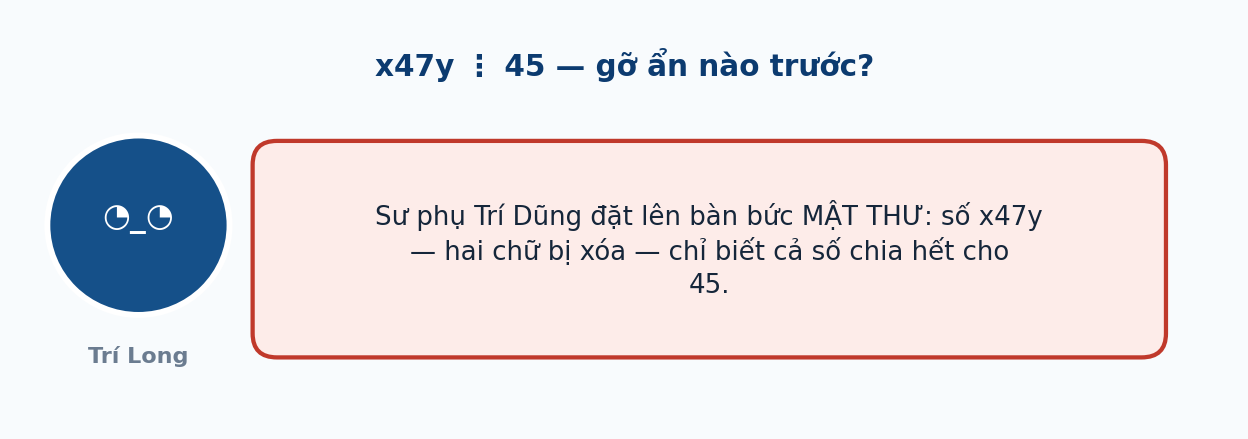 x47y ⋮ 45 — gỡ ẩn nào trước?
Sư phụ Trí Dũng đặt lên bàn bức MẬT THƯ: số x47y
— hai chữ bị xóa — chỉ biết cả số chia hết cho
45.
◔_◔
Trí Long